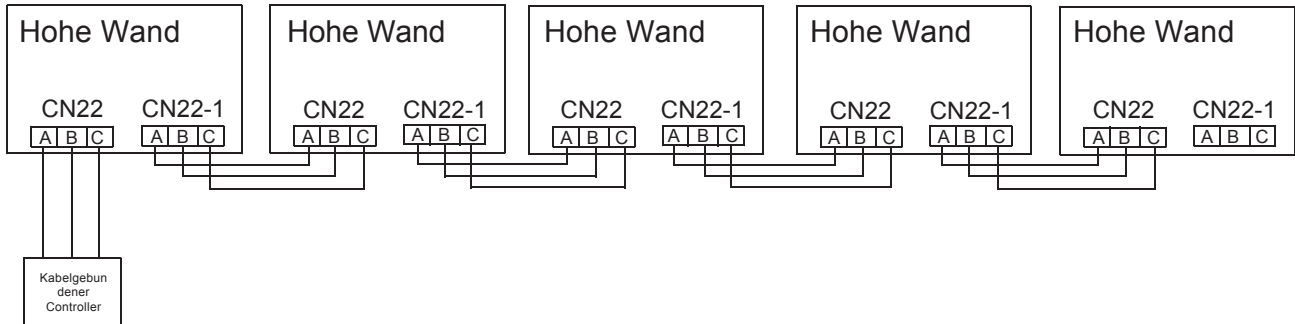 Hohe Wand Hohe Wand Hohe Wand Hohe Wand Hohe Wand
CN22 CN22-1 CN22 CN22-1 CN22 CN22-1 CN22 CN22-1 CN22 CN22-1
A B C A B C A B C A B C A B C A B C A B C A B C A B C A B C
Kabelgebun
dener
Controller